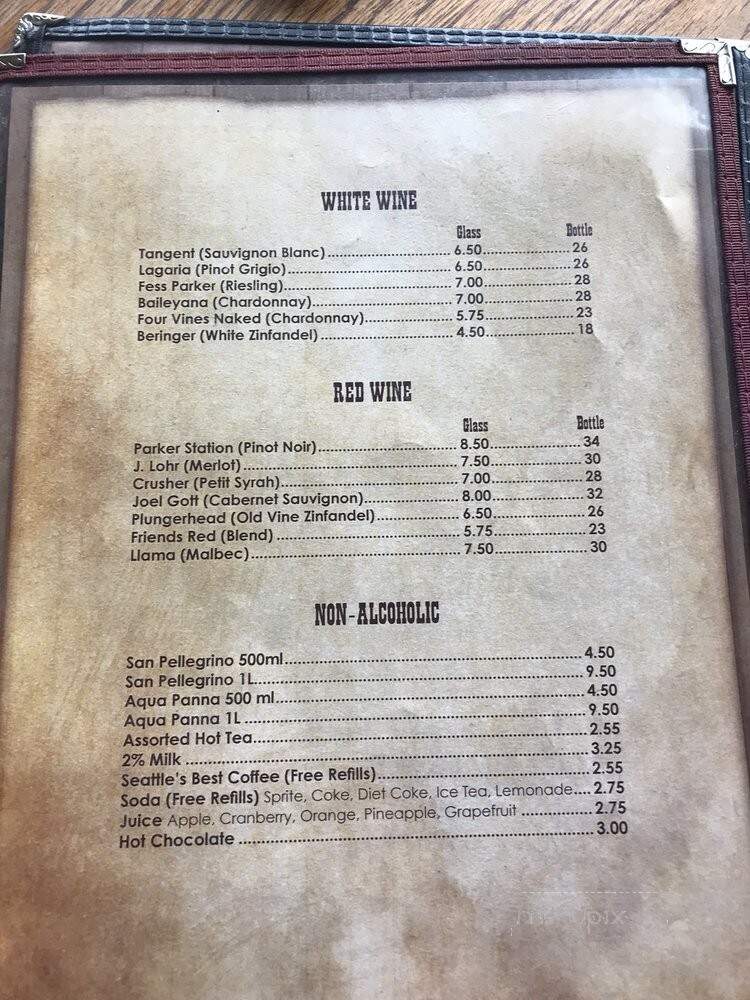 WHITE WINE
Glass Bottle
Tangent (Sauvignon Blanc) 6.50 26
Lagaria (Pinot Grigio) 6.50 26
Fess Parker (Riesling) 7.00 28
Baileyana (Chardonnay) 7.00 28
Four Vines Naked (Chardonnay) 5.75 23
Beringer (White Zinfandel) 4.50 18
RED WINE
Glass Bottle
Parker Station (Pinot Noir) 8.50 34
J. Lohr (Merlot) 7.50 30
Crusher (Petit Syrah) 7.00 28
Joel Gott (Cabernet Sauvignon) 8.00 32
Plungerhead (Old Vine Zinfandel) 6.50 26
Friends Red (Blend) 5.75 23
Llama (Malbec) 7.50 30
NON-ALCOHOLIC
San Pellegrino 500ml 4.50
San Pellegrino 1L 9.50
Aqua Panna 500 ml 4.50
Aqua Panna 1L 9.50
Assorted Hot Tea 2.55
2% Milk 3.25
Seattle's Best Coffee (Free Refills) 2.55
Soda (Free Refills) Sprite, Coke, Diet Coke, Ice Tea, Lemonade 2.75
Juice Apple, Cranberry, Orange, Pineapple, Grapefruit 2.75
Hot Chocolate 3.00